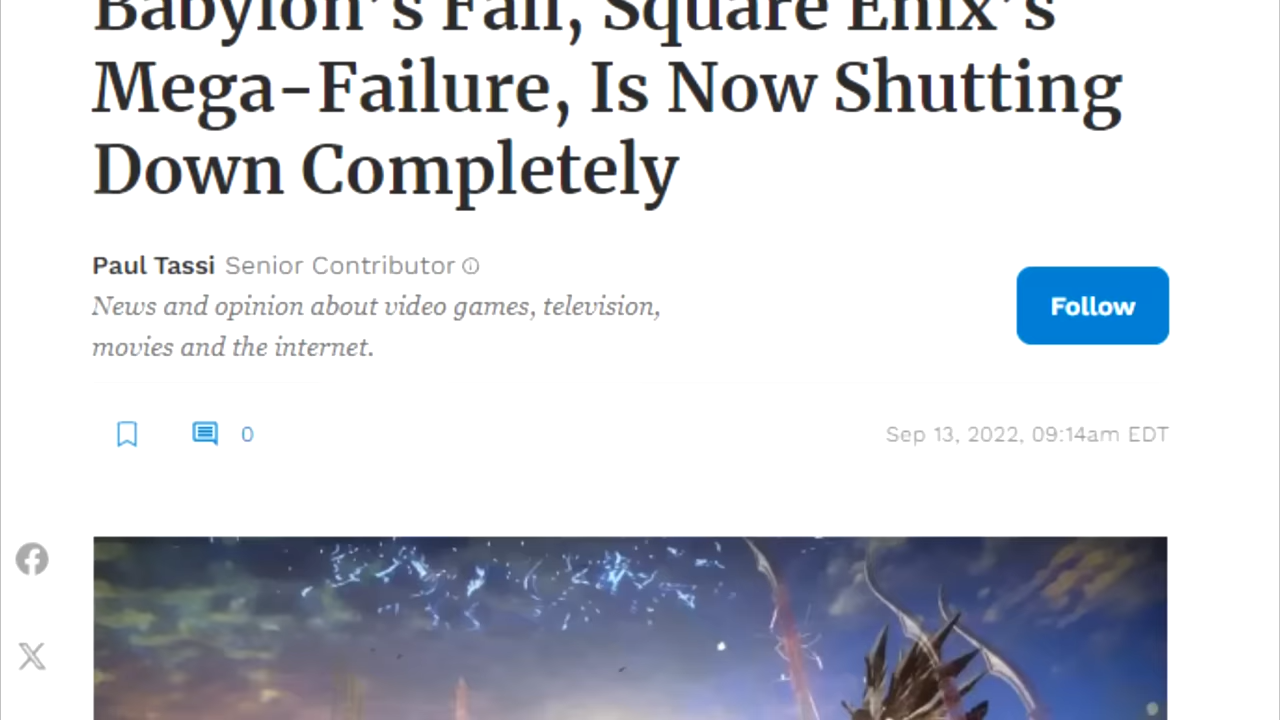 Babylon's Fall, Square Enix's
Mega-Failure, Is Now Shutting
Down Completely
Paul Tassi Senior Contributor
News and opinion about video games, television,
movies and the internet.
Follow
0
Sep 13, 2022, 09:14am EDT